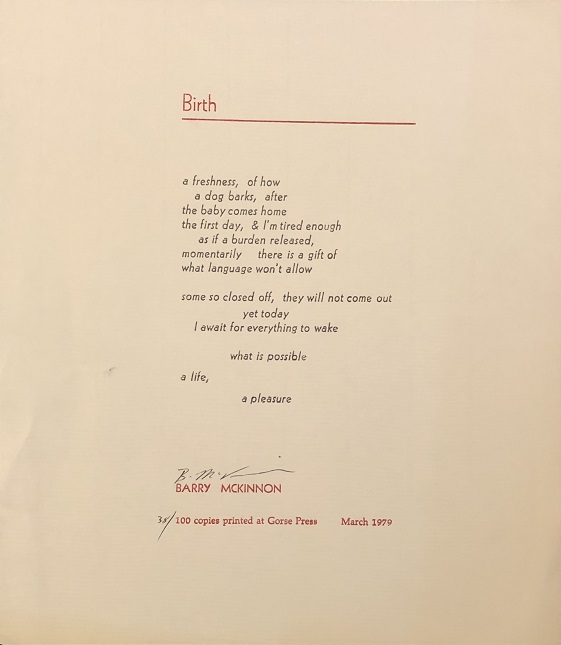 Birth
a freshness, of how
a dog barks, after
the baby comes home
the first day, & I'm tired enough
as if a burden released,
momentarily there is a gift of
what language won't allow
some so closed off, they will not come out
yet today
I await for everything to wake
what is possible
a life,
a pleasure
B. McK
BARRY MCKINNON
/100 copies printed at Gorse Press March 1979